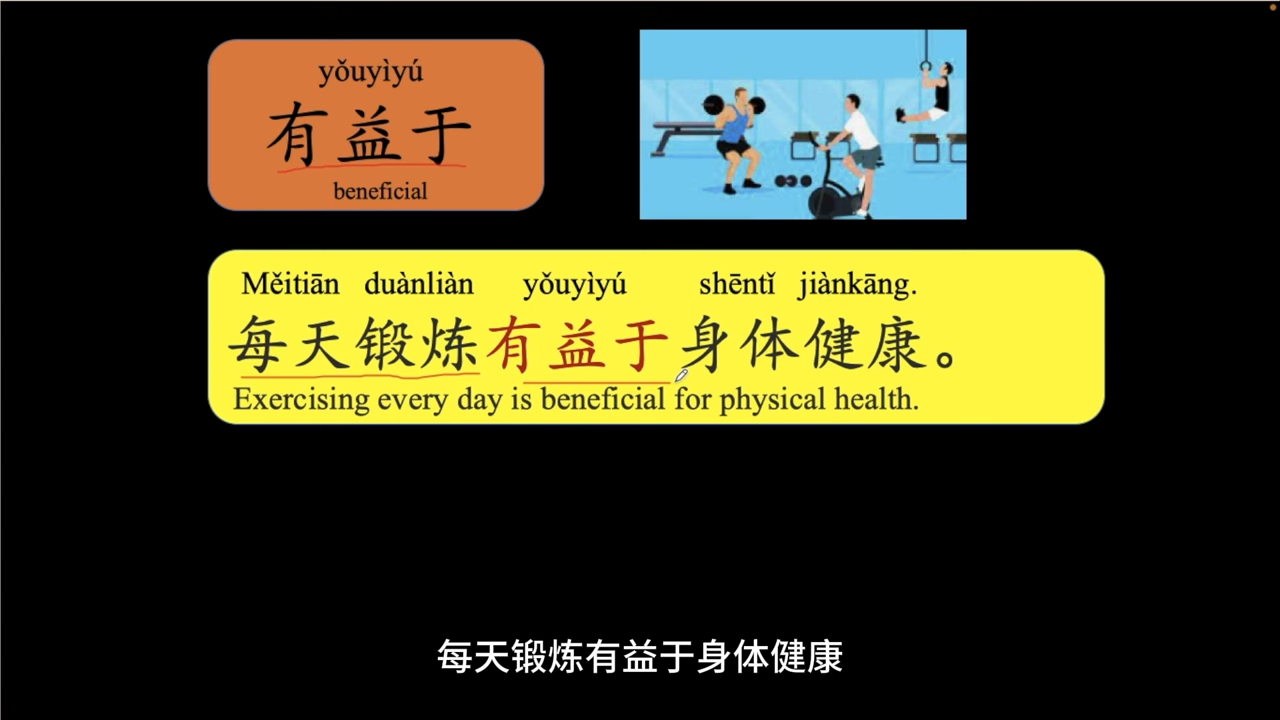 yǒuyìyú
有益于
beneficial
Měitiān duànliàn yǒuyìyú shēntǐ jiànkāng.
每天锻炼有益于身体健康。
Exercising every day is beneficial for physical health.
每天锻炼有益于身体健康